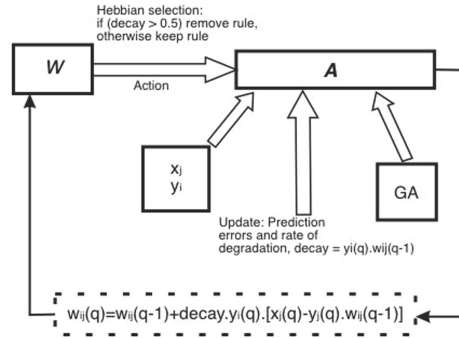 Hebbian selection:
if (decay > 0.5) remove rule,
otherwise keep rule
W
A
Action
xj
yi
GA
Update: Prediction
errors and rate of
degradation, decay = yi(q).wij(q-1)
wij(q)=wij(q-1)+decay.yi(q).[xj(q)-yj(q).wij(q-1)]